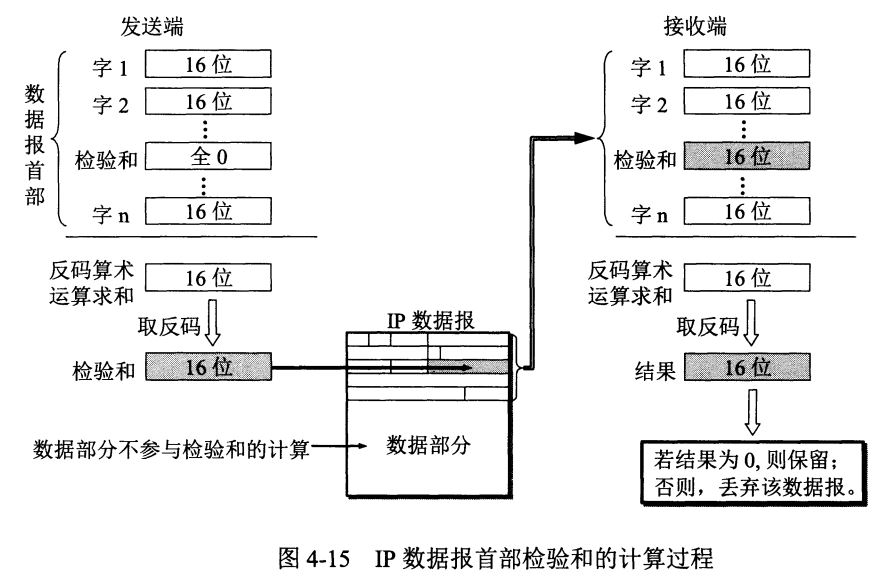 发送端
数据报首部
字 1 16 位
字 2 16 位
检验和 全 0
字 n 16 位
反码算术
运算求和
16 位
取反码
检验和 16 位
IP 数据报
数据部分不参与检验和的计算
数据部分
接收端
字 1 16 位
字 2 16 位
检验和 16 位
字 n 16 位
反码算术
运算求和
16 位
取反码
结果 16 位
若结果为 0, 则保留；
否则，丢弃该数据报。
图 4-15 IP 数据报首部检验和的计算过程